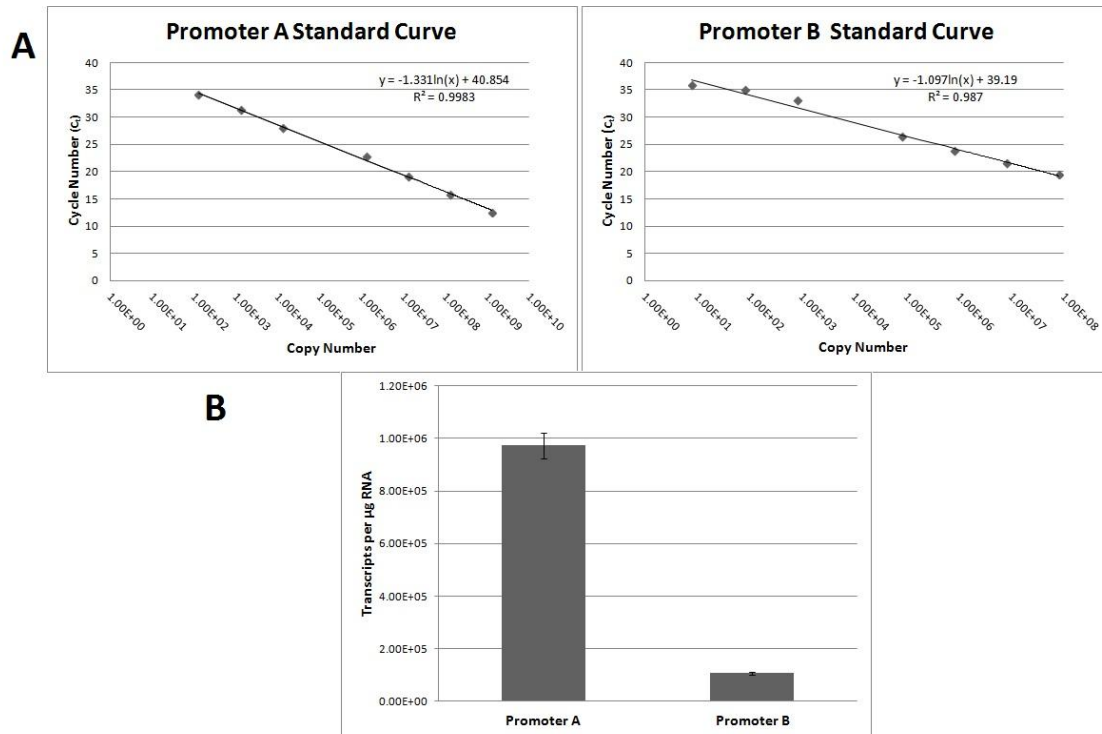 A
Promoter A Standard Curve
y = -1.331ln(x) + 40.854
R² = 0.9983
Cycle Number (Ct)
40
35
30
25
20
15
10
5
0
1.00E+00
1.00E+01
1.00E+02
1.00E+03
1.00E+04
1.00E+05
1.00E+06
1.00E+07
1.00E+08
1.00E+09
1.00E+10
Copy Number
Promoter B Standard Curve
y = -1.097ln(x) + 39.19
R² = 0.987
Cycle Number (Ct)
40
35
30
25
20
15
10
5
0
1.00E+00
1.00E+01
1.00E+02
1.00E+03
1.00E+04
1.00E+05
1.00E+06
1.00E+07
1.00E+08
Copy Number
B
Transcripts per µg RNA
1.20E+06
1.00E+06
8.00E+05
6.00E+05
4.00E+05
2.00E+05
0.00E+00
Promoter A
Promoter B